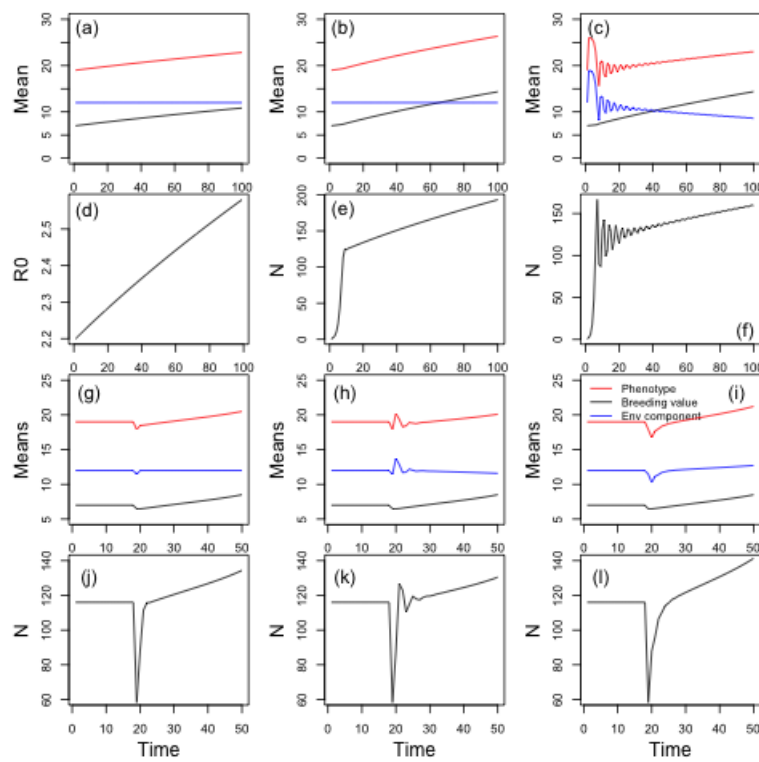 (a)
Mean
0 5 10 20 30
0 20 40 60 80 100
(b)
Mean
0 5 10 20 30
0 20 40 60 80 100
(c)
Mean
0 5 10 20 30
0 20 40 60 80 100
(d)
R0
2.2 2.3 2.4 2.5
0 20 40 60 80 100
(e)
N
0 50 100 150 200
0 20 40 60 80 100
(f)
N
0 50 100 150
0 20 40 60 80 100
(g)
Means
5 10 15 20 25
0 10 20 30 40 50
(h)
Means
5 10 15 20 25
0 10 20 30 40 50
(i)
Phenotype
Breeding value
Env component
Means
5 10 15 20 25
0 10 20 30 40 50
(j)
N
60 80 100 120 140
0 10 20 30 40 50
Time
(k)
N
60 80 100 120 140
0 10 20 30 40 50
Time
(l)
N
60 80 100 120 140
0 10 20 30 40 50
Time